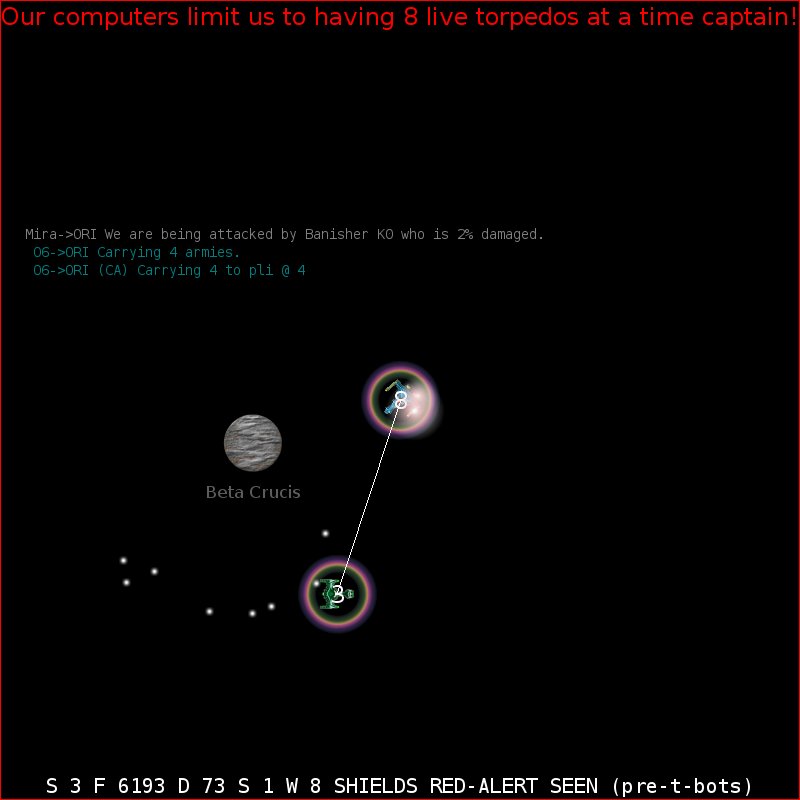 Our computers limit us to having 8 live torpedos at a time captain!
Mira->ORI We are being attacked by Banisher K0 who is 2% damaged.
O6->ORI Carrying 4 armies.
O6->ORI (CA) Carrying 4 to pli @ 4
8
Beta Crucis
3
S 3 F 6193 D 73 S 1 W 8 SHIELDS RED-ALERT SEEN (pre-t-bots)